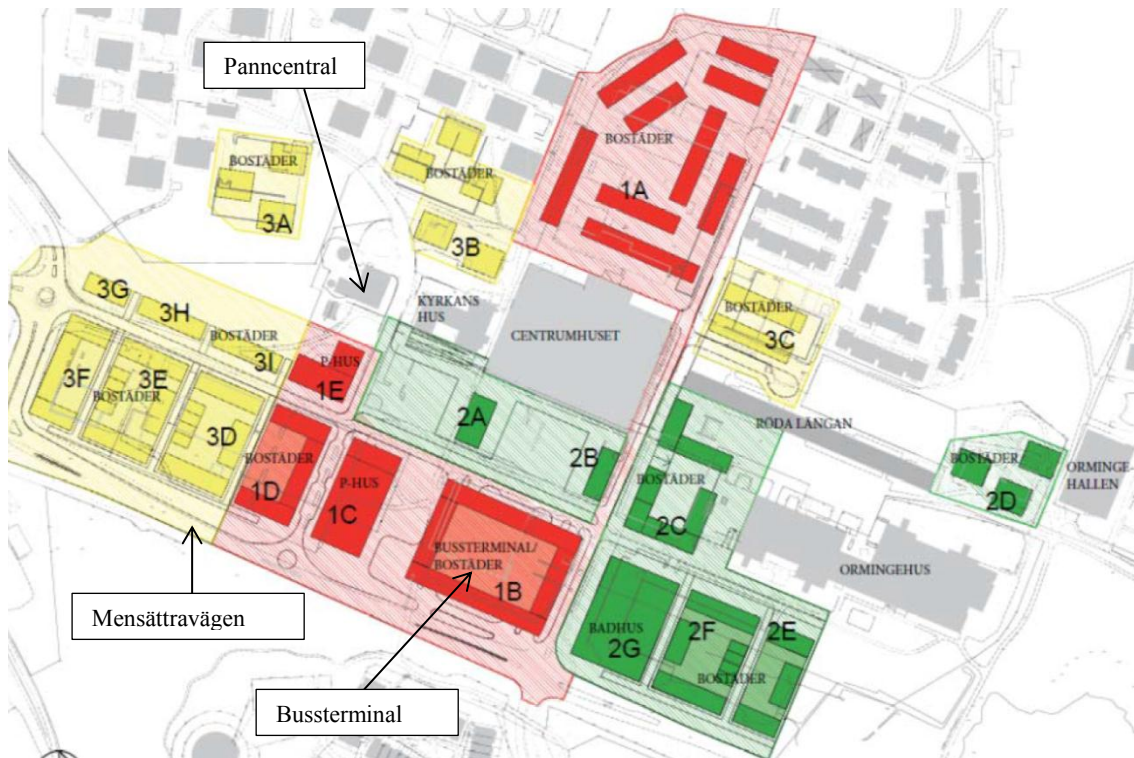 Panncentral
BOSTÄDER
1A
BOSTÄDER
3A
BOSTÄDER
3B
3G
3H
BOSTÄDER
3I
KYRKANS
HUS
CENTRUMHUSET
BOSTÄDER
3C
P-HUS
1E
3F
3E
BOSTÄDER
3D
2A
2B
RÖDA LÄNGAN
BOSTÄDER
2C
BOSTÄDER
2D
ORMINGE-
HALLEN
BOSTÄDER
1D
P-HUS
1C
BUSSTERMINAL/
BOSTÄDER
1B
ORMINGEHUS
BADHUS
2G
2F
2E
BOSTÄDER
Mensättravägen
Bussterminal